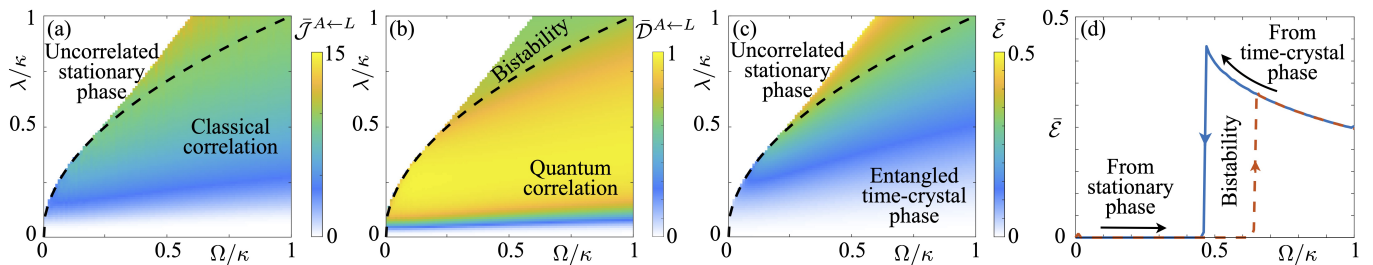 (a)
𝒥̄^{A←L}
15
0
Uncorrelated
stationary
phase
Classical
correlation
λ/κ
1
0.5
0
0
0.5
1
Ω/κ
(b)
𝒟̄^{A←L}
1
0
Bistability
Quantum
correlation
λ/κ
1
0.5
0
0
0.5
1
Ω/κ
(c)
ℰ̄
0.5
0
Uncorrelated
stationary
phase
Entangled
time-crystal
phase
λ/κ
1
0.5
0
0
0.5
1
Ω/κ
(d)
0.5
ℰ̄
0
From
time-crystal
phase
Bistability
From
stationary
phase
0
0.5
1
Ω/κ